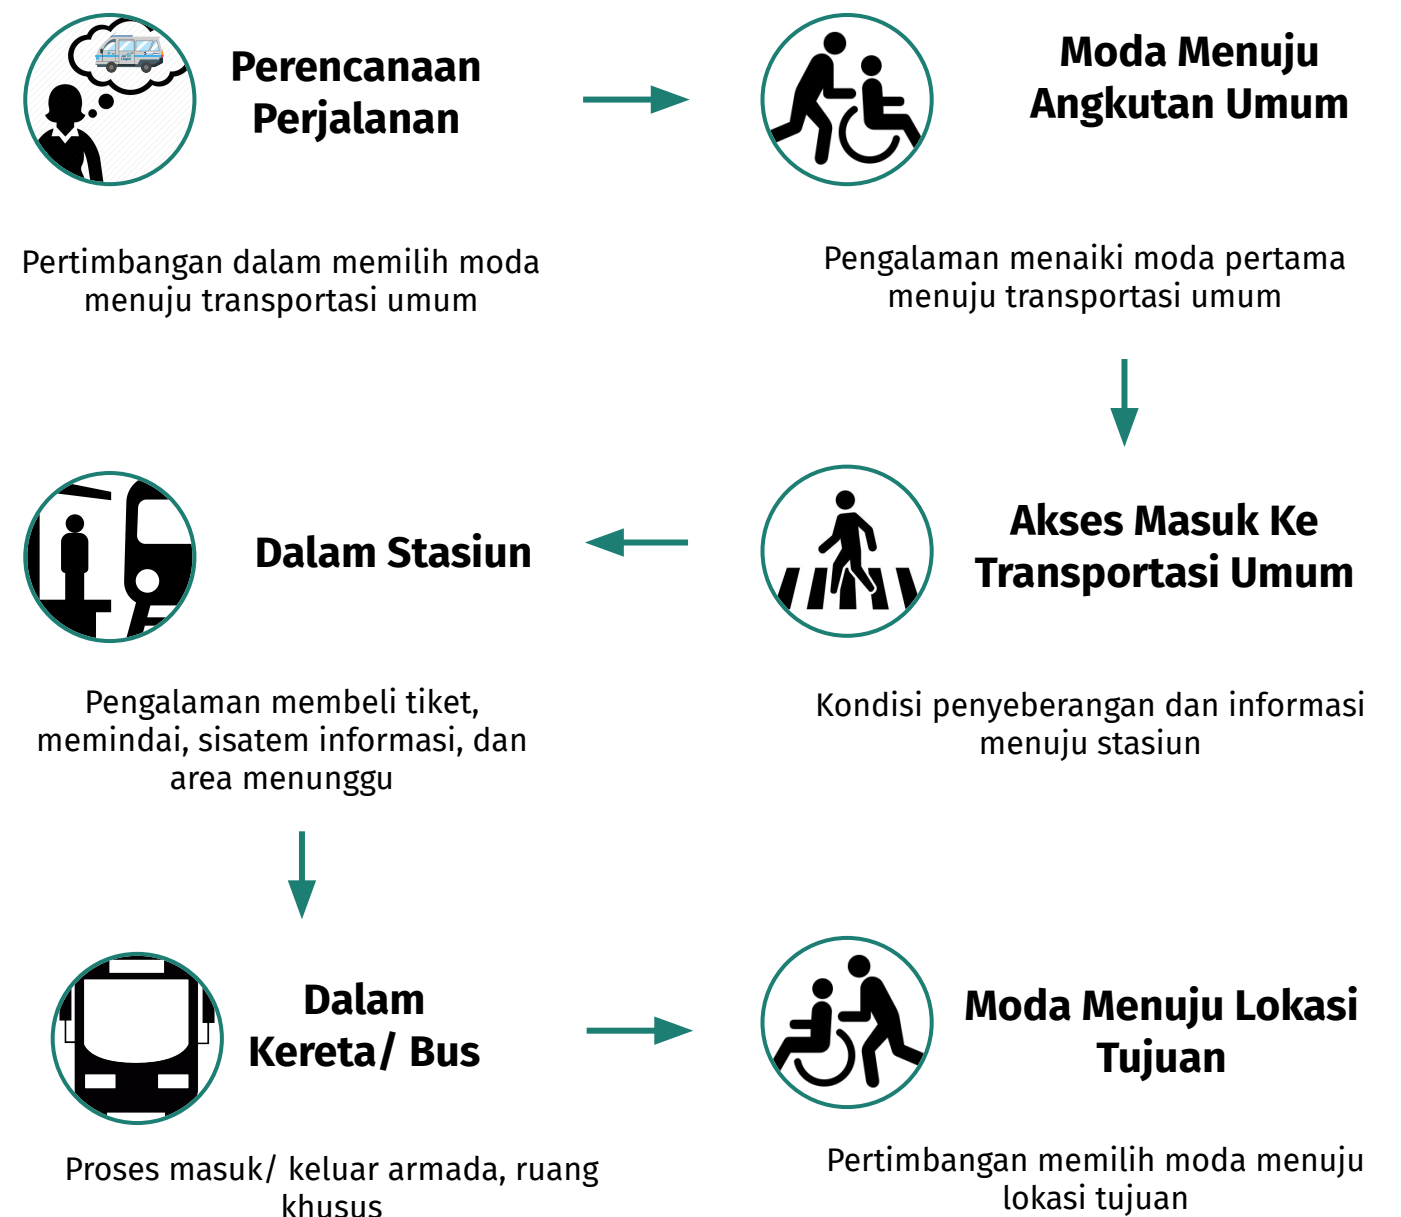 Perencanaan
Perjalanan
Pertimbangan dalam memilih moda
menuju transportasi umum
Moda Menuju
Angkutan Umum
Pengalaman menaiki moda pertama
menuju transportasi umum
Akses Masuk Ke
Transportasi Umum
Kondisi penyeberangan dan informasi
menuju stasiun
Dalam Stasiun
Pengalaman membeli tiket,
memindai, sisatem informasi, dan
area menunggu
Dalam
Kereta/ Bus
Proses masuk/ keluar armada, ruang
khusus
Moda Menuju Lokasi
Tujuan
Pertimbangan memilih moda menuju
lokasi tujuan